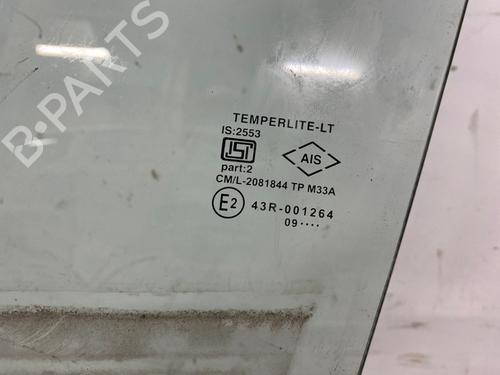 B-PARTS
TEMPERLITE-LT
IS:2553
ISI
AIS
part:2
CM/L-2081844 TP M33A
E2 43R-001264
09 ····